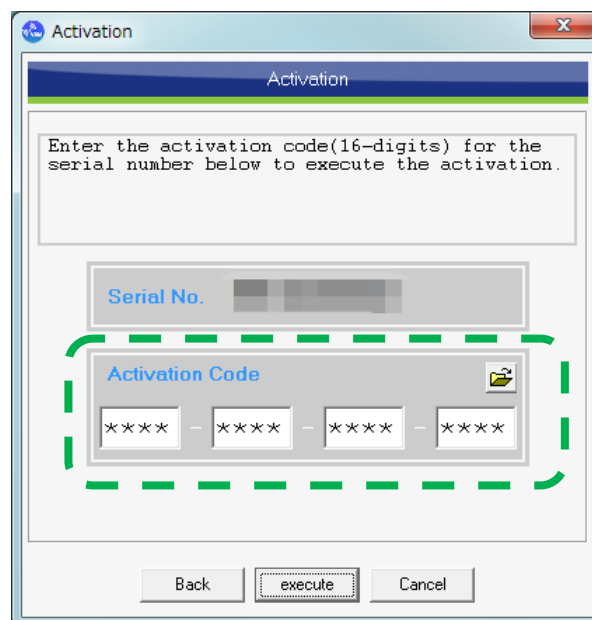 Activation
Activation
Enter the activation code(16-digits) for the
serial number below to execute the activation.
Serial No.
Activation Code
**** - **** - **** - ****
Back execute Cancel